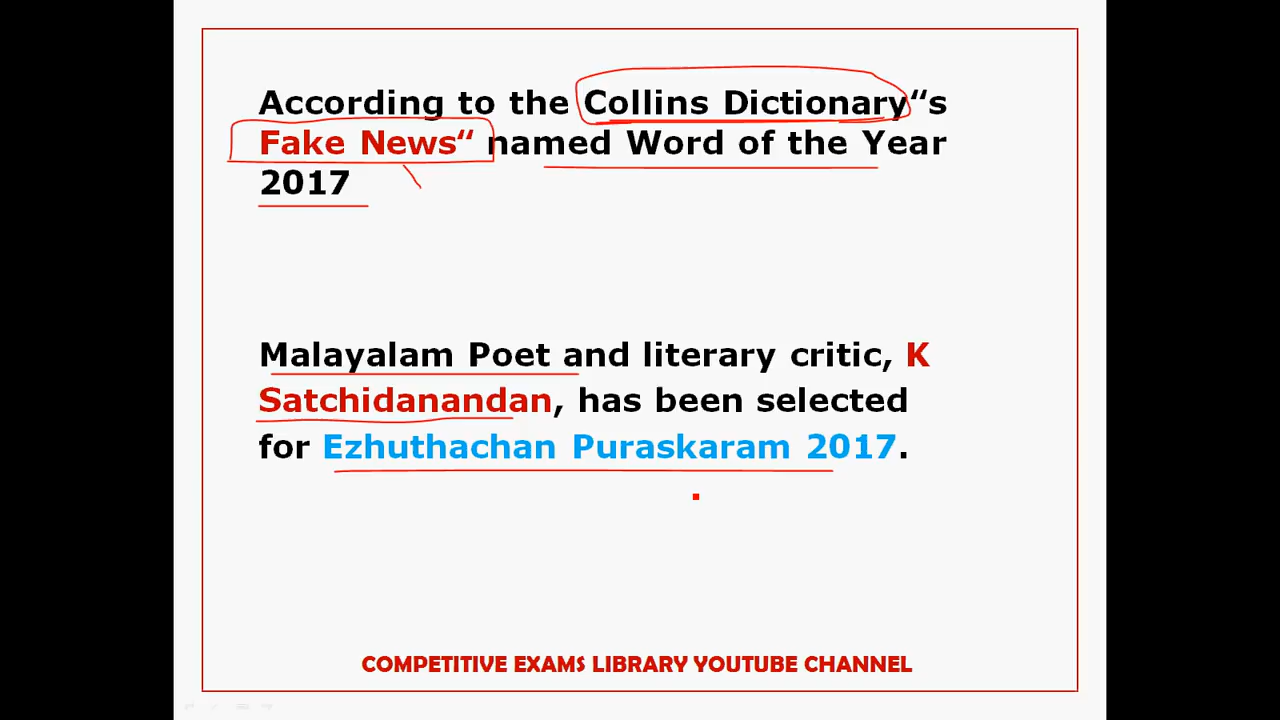 According to the Collins Dictionary“s
Fake News“ named Word of the Year
2017
Malayalam Poet and literary critic, K
Satchidanandan, has been selected
for Ezhuthachan Puraskaram 2017.
COMPETITIVE EXAMS LIBRARY YOUTUBE CHANNEL